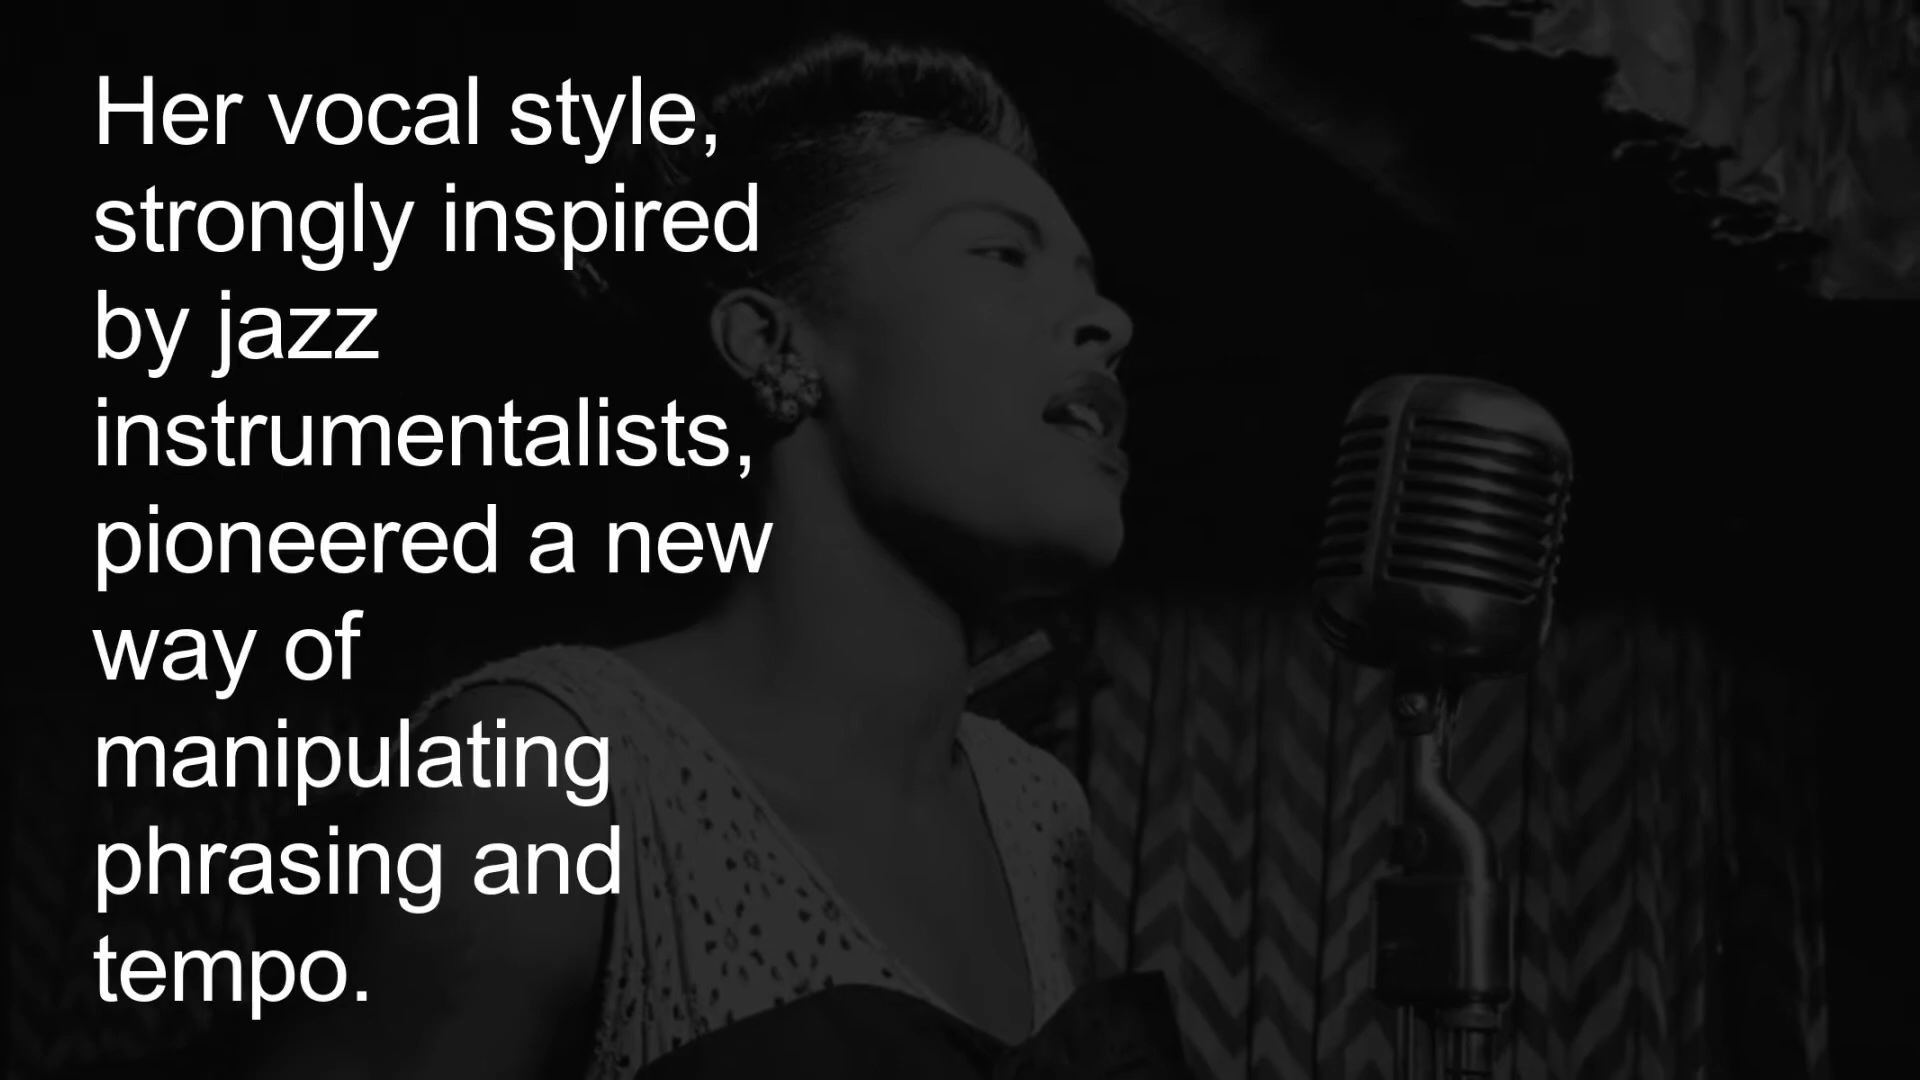 Her vocal style,
strongly inspired
by jazz
instrumentalists,
pioneered a new
way of
manipulating
phrasing and
tempo.